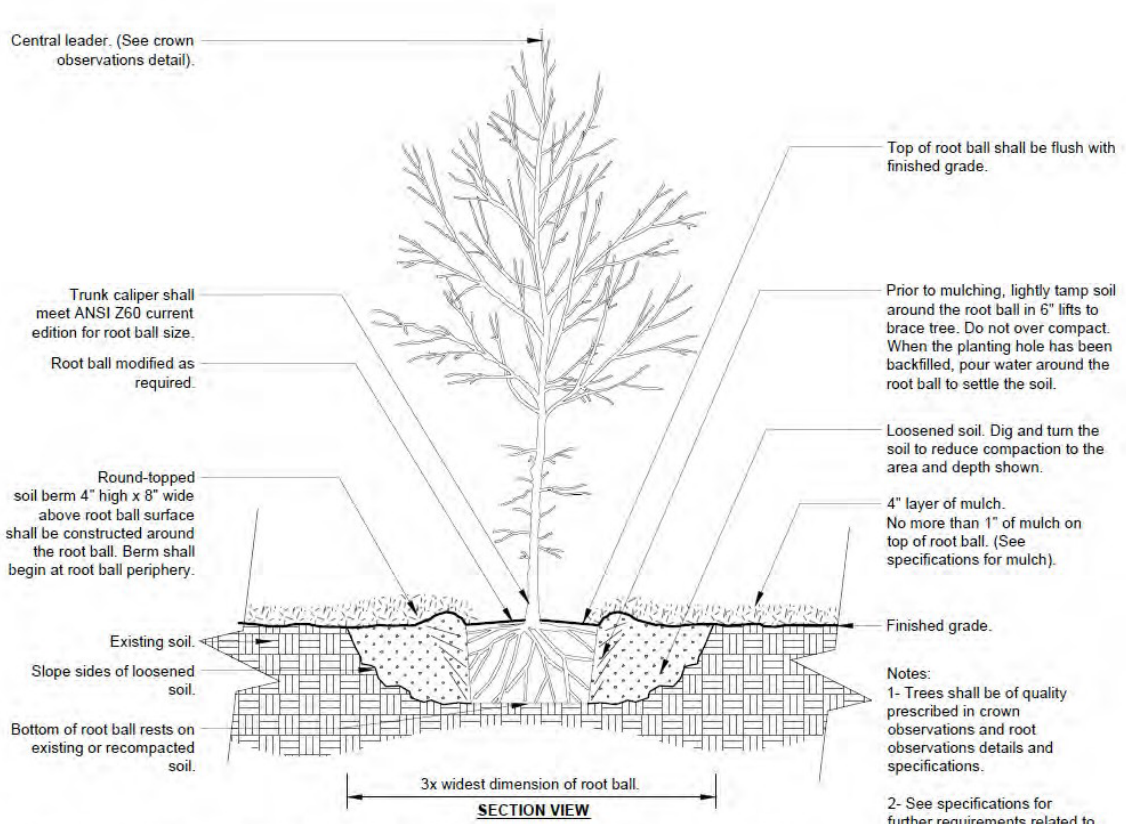 Central leader. (See crown
observations detail).
Trunk caliper shall
meet ANSI Z60 current
edition for root ball size.
Root ball modified as
required.
Round-topped
soil berm 4" high x 8" wide
above root ball surface
shall be constructed around
the root ball. Berm shall
begin at root ball periphery.
Existing soil.
Slope sides of loosened
soil.
Bottom of root ball rests on
existing or recompacted
soil.
Top of root ball shall be flush with
finished grade.
Prior to mulching, lightly tamp soil
around the root ball in 6" lifts to
brace tree. Do not over compact.
When the planting hole has been
backfilled, pour water around the
root ball to settle the soil.
Loosened soil. Dig and turn the
soil to reduce compaction to the
area and depth shown.
4" layer of mulch.
No more than 1" of mulch on
top of root ball. (See
specifications for mulch).
Finished grade.
Notes:
1- Trees shall be of quality
prescribed in crown
observations and root
observations details and
specifications.
2- See specifications for
further requirements related to
3x widest dimension of root ball.
SECTION VIEW